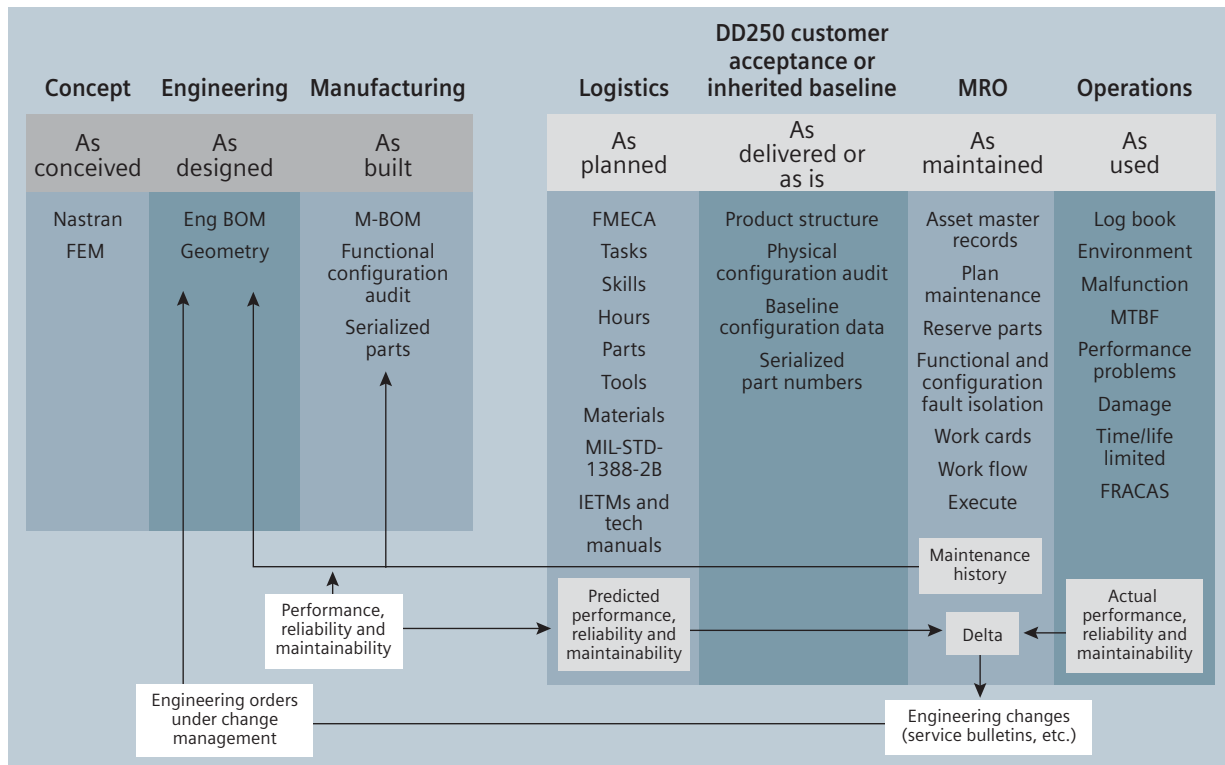 Concept
Engineering
Manufacturing
Logistics
DD250 customer
acceptance or
inherited baseline
MRO
Operations
As
conceived
As
designed
As
built
As
planned
As
delivered or
as is
As
maintained
As
used
Nastran
FEM
Eng BOM
Geometry
M-BOM
Functional
configuration
audit
Serialized
parts
FMECA
Tasks
Skills
Hours
Parts
Tools
Materials
MIL-STD-
1388-2B
IETMs and
tech
manuals
Product structure
Physical
configuration audit
Baseline
configuration data
Serialized
part numbers
Asset master
records
Plan
maintenance
Reserve parts
Functional and
configuration
fault isolation
Work cards
Work flow
Execute
Log book
Environment
Malfunction
MTBF
Performance
problems
Damage
Time/life
limited
FRACAS
Maintenance
history
Performance,
reliability and
maintainability
Predicted
performance,
reliability and
maintainability
Delta
Actual
performance,
reliability and
maintainability
Engineering orders
under change
management
Engineering changes
(service bulletins, etc.)